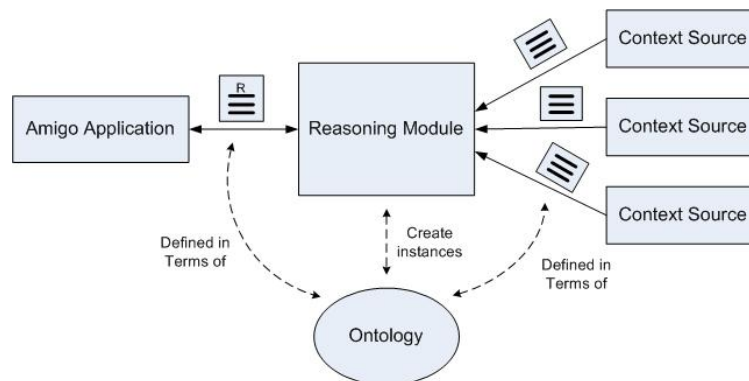 Context Source
R
Amigo Application
Reasoning Module
Context Source
Context Source
Defined in
Terms of
Create
instances
Defined in
Terms of
Ontology